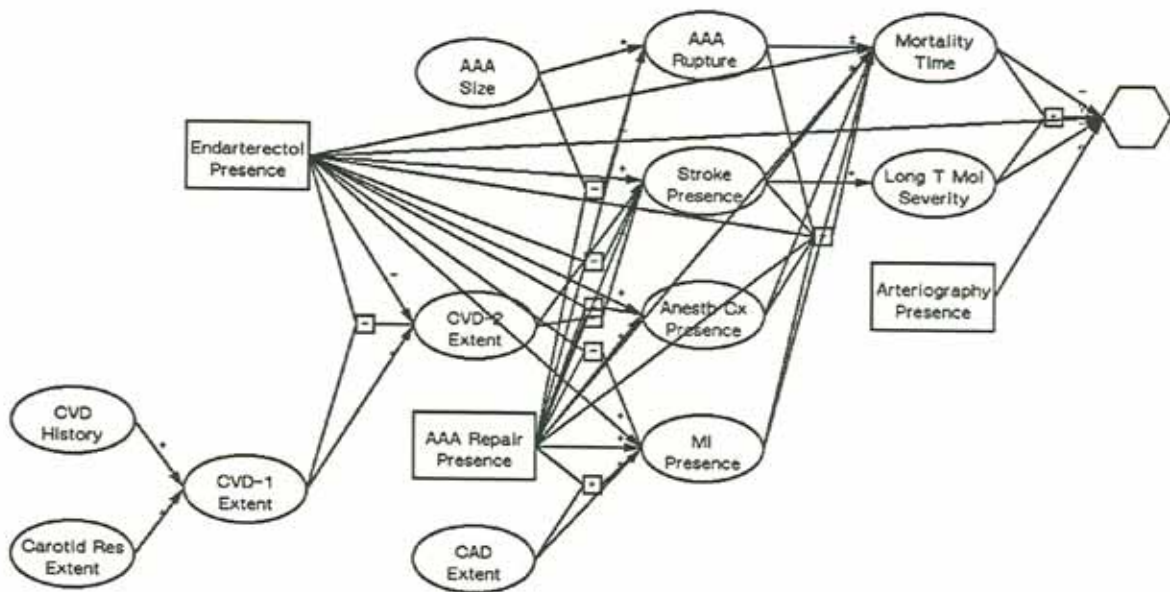 AAA
Size
AAA
Rupture
Mortality
Time
Endarterectol
Presence
Stroke
Presence
Long T Mol
Severity
Arteriography
Presence
CVD-2
Extent
Anesth Cx
Presence
CVD
History
AAA Repair
Presence
MI
Presence
CVD-1
Extent
Carotid Res
Extent
CAD
Extent